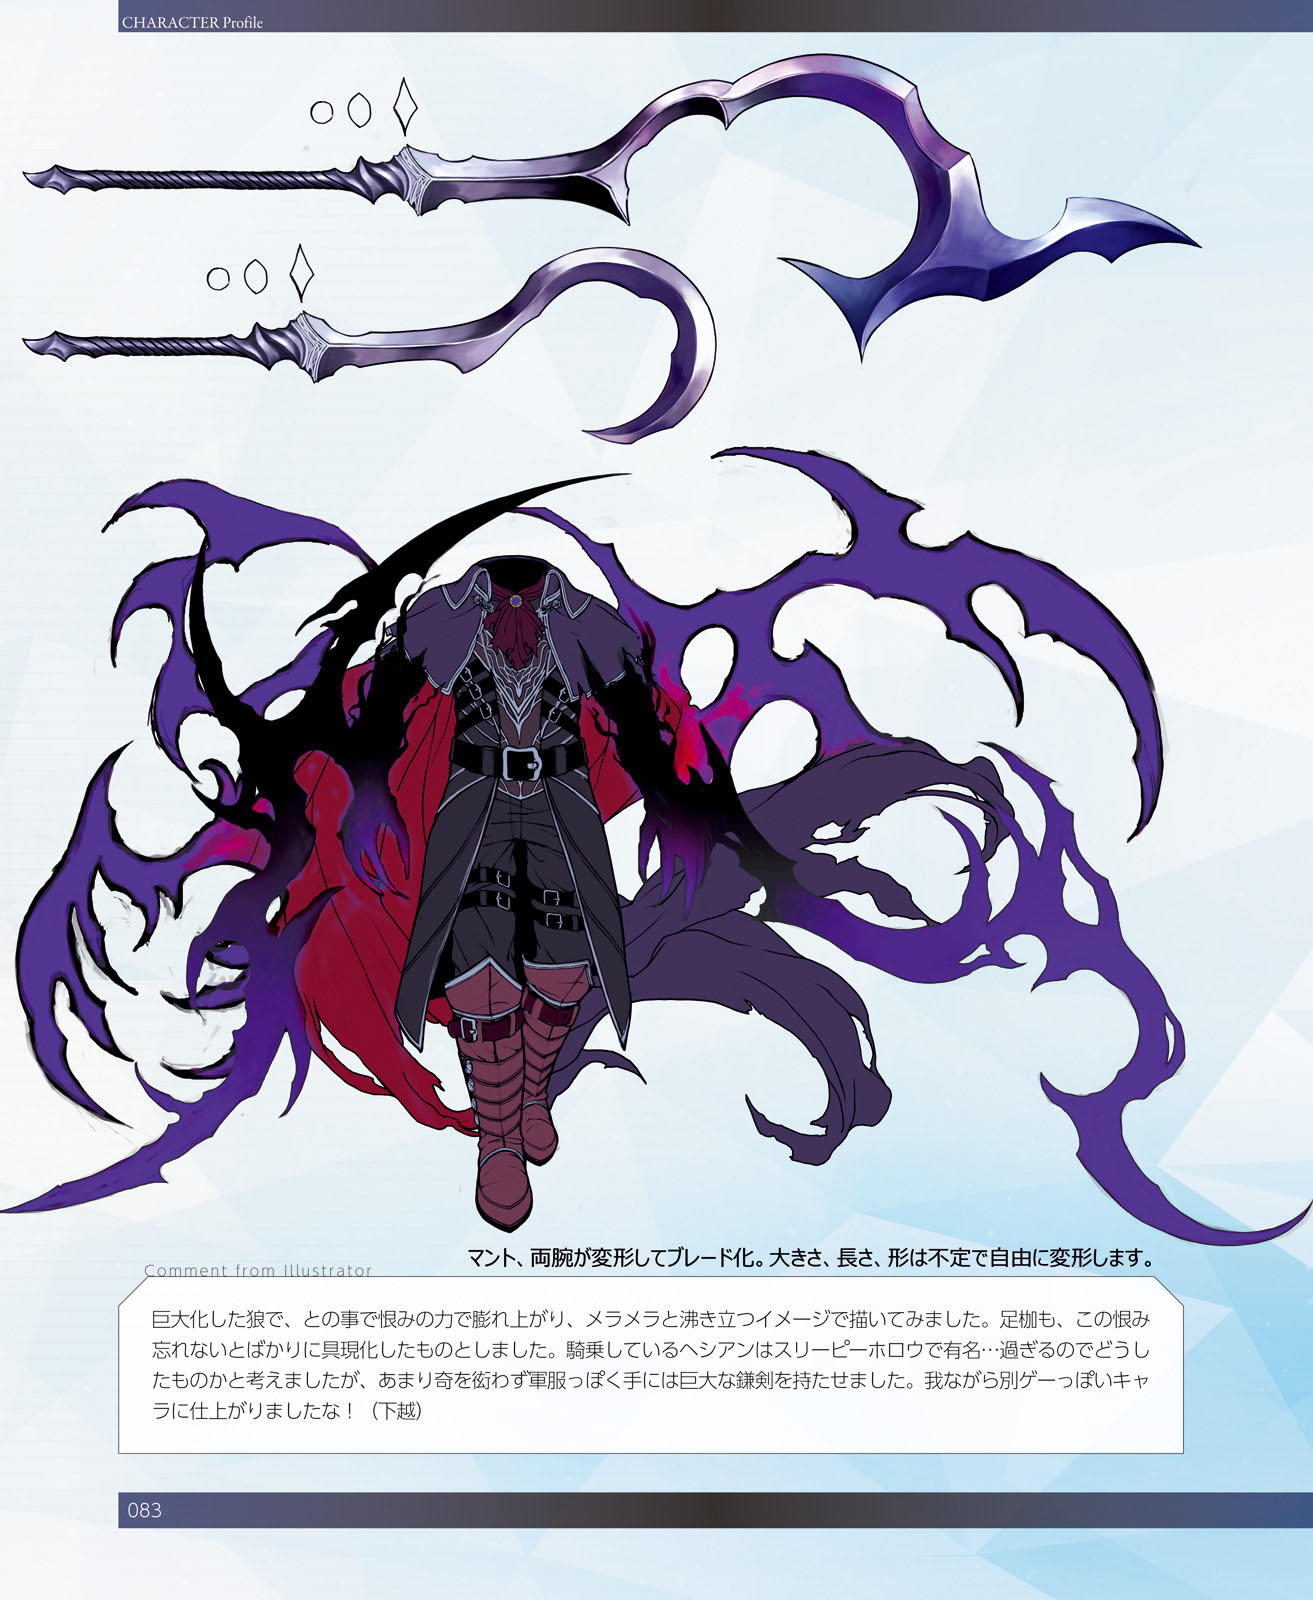 CHARACTER Profile
マント、両腕が変形してブレード化。大きさ、長さ、形は不定で自由に変形します。
Comment from Illustrator
巨大化した狼で、との事で恨みの力で膨れ上がり、メラメラと沸き立つイメージで描いてみました。足枷も、この恨み
忘れないとばかりに具現化したものとしました。騎乗しているヘシアンはスリーピーホロウで有名…過ぎるのでどうし
たものかと考えましたが、あまり奇を衒わず軍服っぽく手には巨大な鎌剣を持たせました。我ながら別ゲーっぽいキャ
ラに仕上がりましたな！（下越）
083